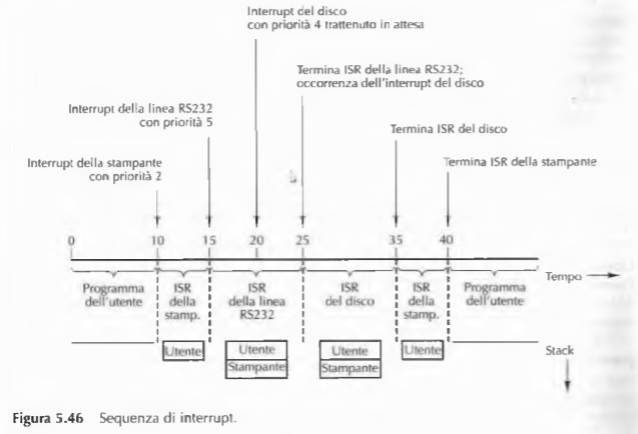 Interrupt del disco
con priorità 4 trattenuto in attesa
Termina ISR della linea RS232;
occorrenza dell'interrupt del disco
Interrupt della linea RS232
con priorità 5
Termina ISR del disco
Interrupt della stampante
con priorità 2
Termina ISR della stampante
0 10 15 20 25 35 40
Tempo
Programma
dell'utente
ISR
della
stamp.
ISR
della linea
RS232
ISR
del disco
ISR
della
stamp.
Programma
dell'utente
Utente
Utente
Stampante
Utente
Stampante
Utente
Stack
Figura 5.46 Sequenza di interrupt.